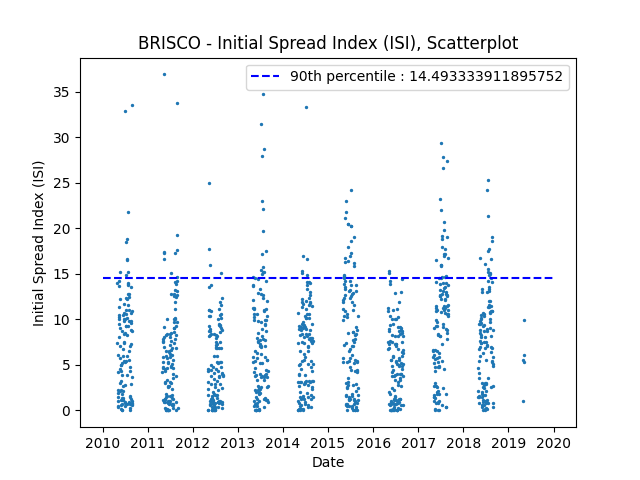 BRISCO - Initial Spread Index (ISI), Scatterplot
90th percentile : 14.493333911895752
Initial Spread Index (ISI)
35
30
25
20
15
10
5
0
2010 2011 2012 2013 2014 2015 2016 2017 2018 2019 2020
Date